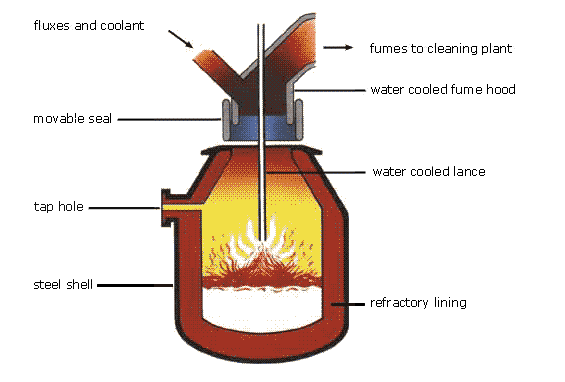 fluxes and coolant
fumes to cleaning plant
water cooled fume hood
movable seal
water cooled lance
tap hole
steel shell
refractory lining